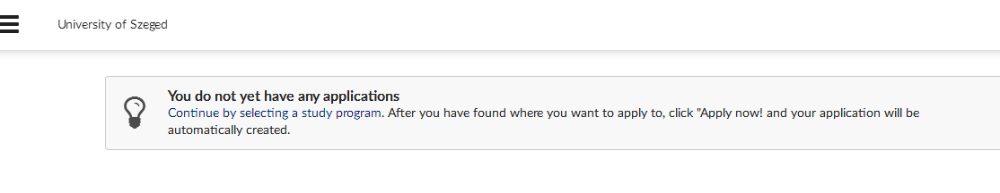 University of Szeged
You do not yet have any applications
Continue by selecting a study program. After you have found where you want to apply to, click "Apply now! and your application will be
automatically created.